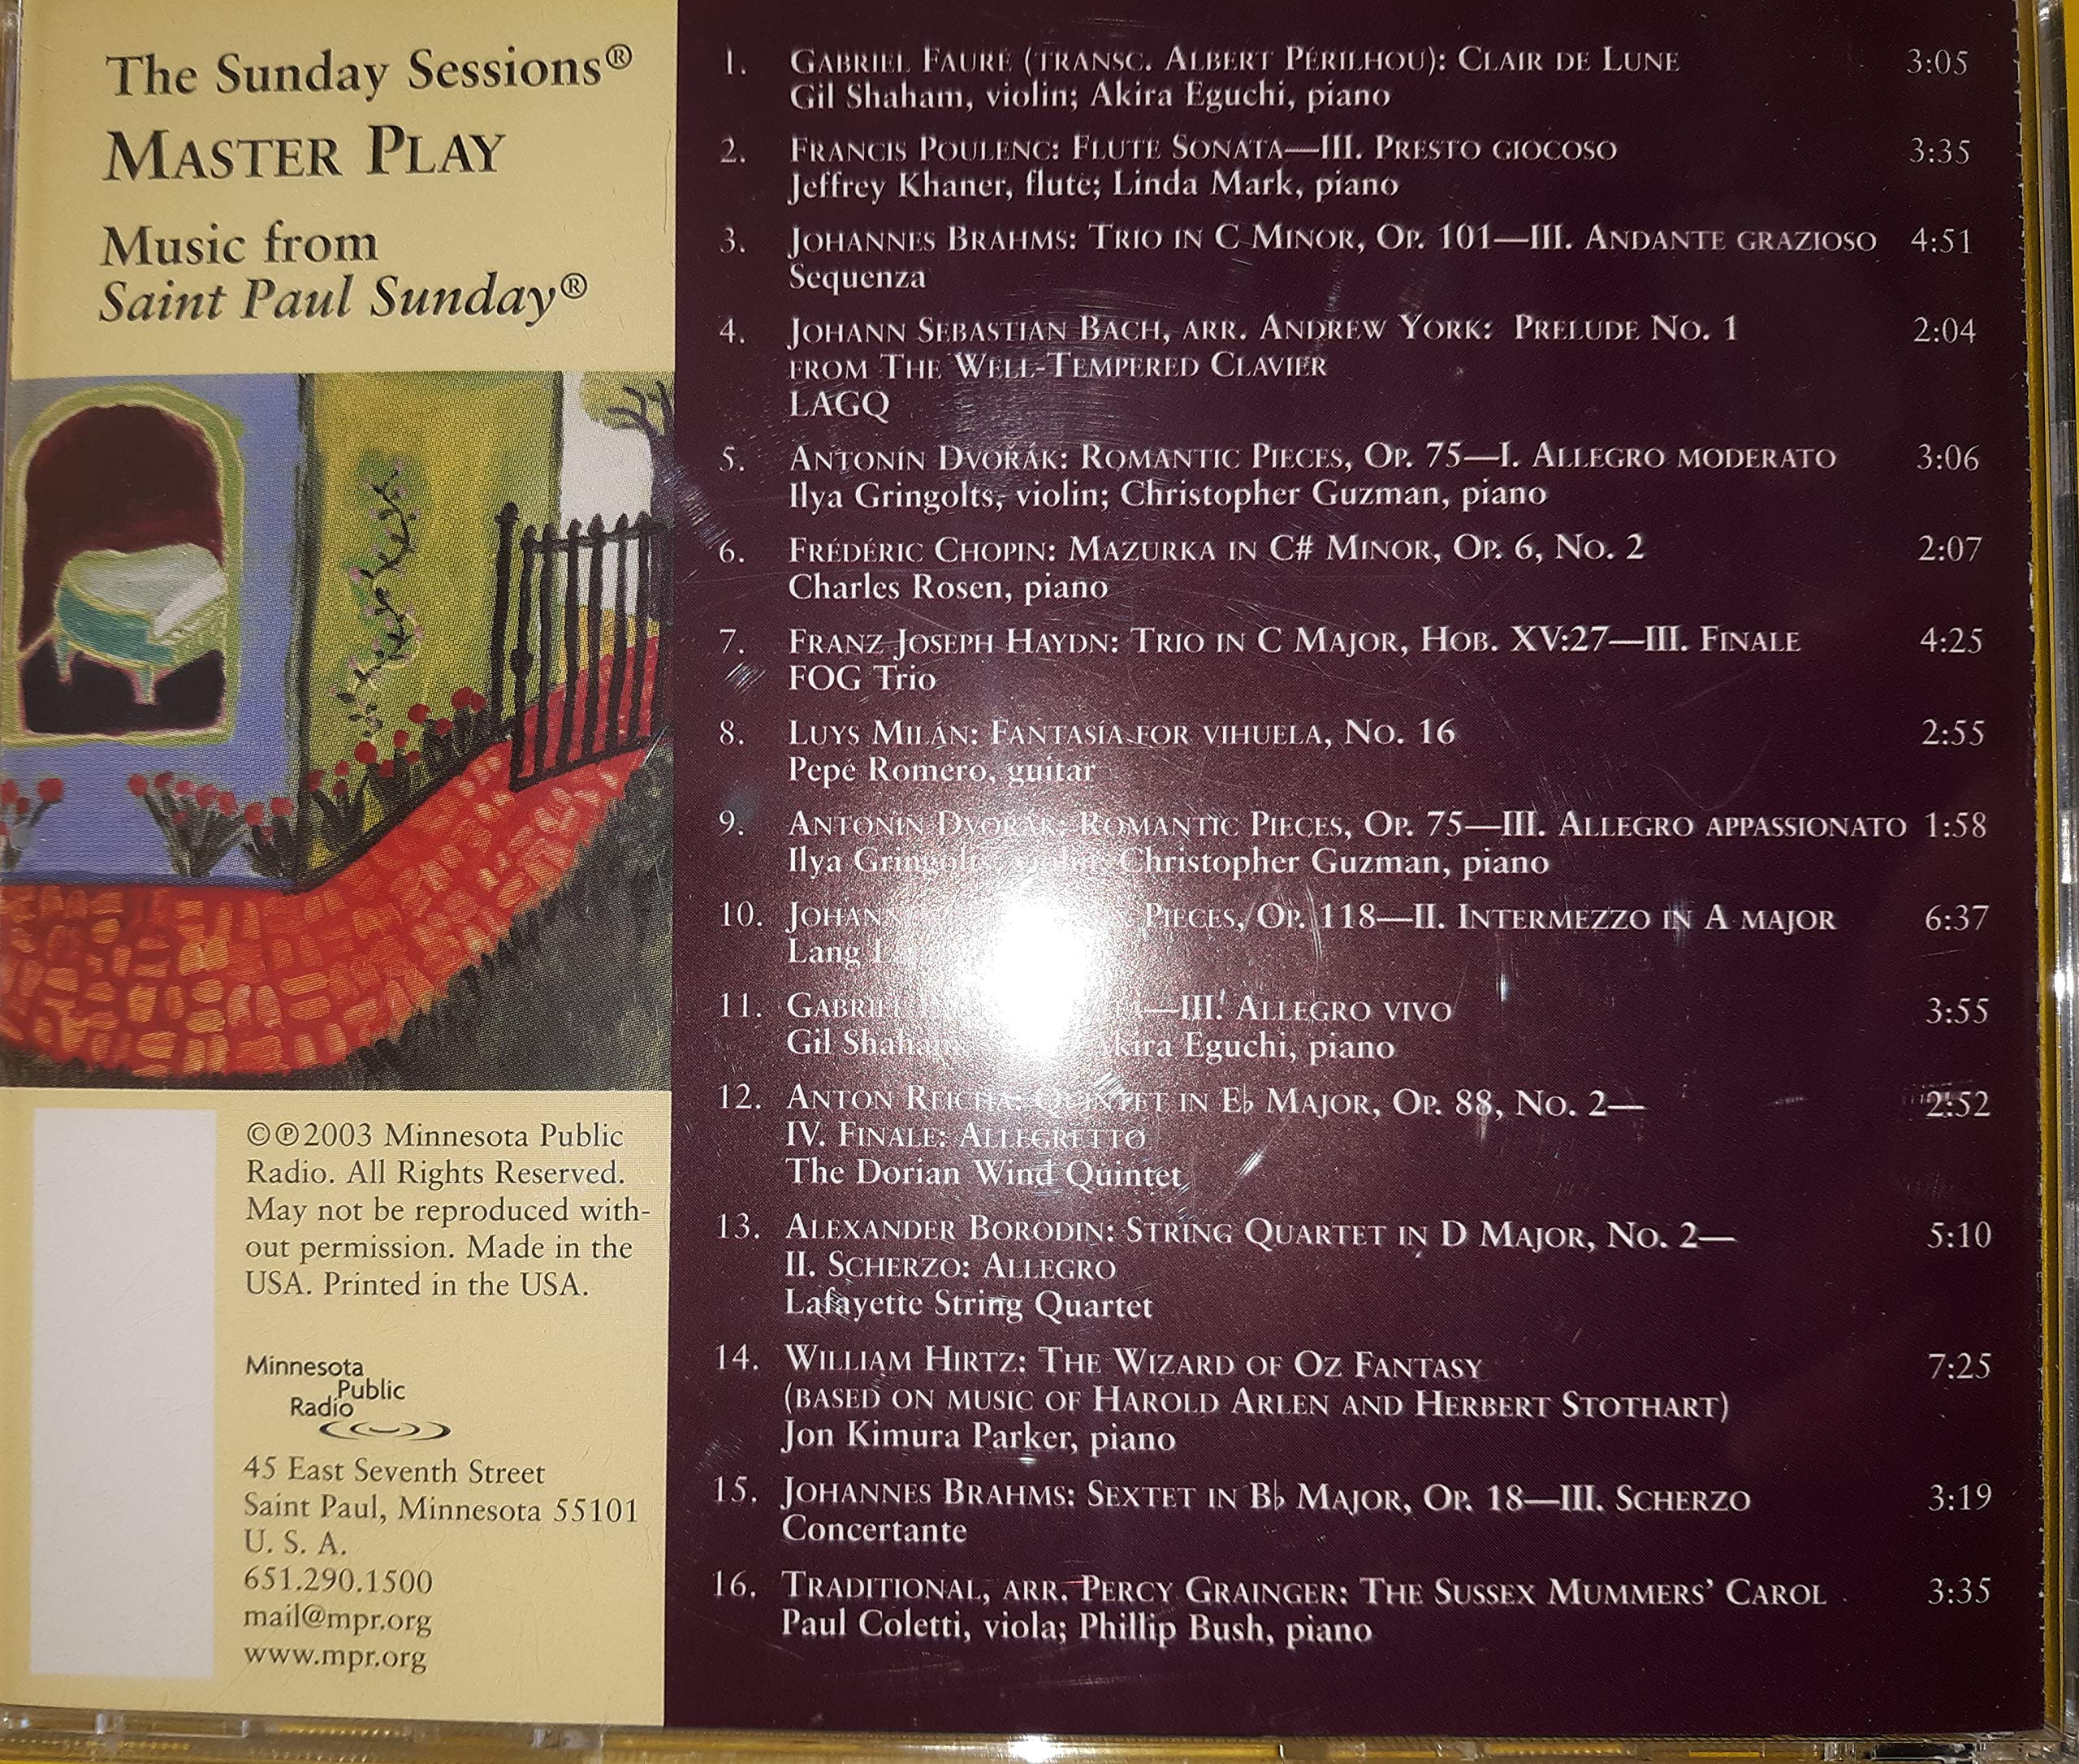 The Sunday Sessions®
MASTER PLAY
Music from
Saint Paul Sunday®
©℗2003 Minnesota Public
Radio. All Rights Reserved.
May not be reproduced with-
out permission. Made in the
USA. Printed in the USA.
Minnesota
Public
Radio
45 East Seventh Street
Saint Paul, Minnesota 55101
U. S. A.
651.290.1500
mail@mpr.org
www.mpr.org
1. GABRIEL FAURÉ (TRANSC. ALBERT PÉRILHOU): CLAIR DE LUNE 3:05
Gil Shaham, violin; Akira Eguchi, piano
2. FRANCIS POULENC: FLUTE SONATA—III. PRESTO GIOCOSO 3:35
Jeffrey Khaner, flute; Linda Mark, piano
3. JOHANNES BRAHMS: TRIO IN C MINOR, OP. 101—III. ANDANTE GRAZIOSO 4:51
Sequenza
4. JOHANN SEBASTIAN BACH, ARR. ANDREW YORK: PRELUDE NO. 1 2:04
FROM THE WELL-TEMPERED CLAVIER
LAGQ
5. ANTONÍN DVOŘÁK: ROMANTIC PIECES, OP. 75—I. ALLEGRO MODERATO 3:06
Ilya Gringolts, violin; Christopher Guzman, piano
6. FRÉDÉRIC CHOPIN: MAZURKA IN C# MINOR, OP. 6, NO. 2 2:07
Charles Rosen, piano
7. FRANZ JOSEPH HAYDN: TRIO IN C MAJOR, HOB. XV:27—III. FINALE 4:25
FOG Trio
8. LUYS MILÁN: FANTASÍA FOR VIHUELA, NO. 16 2:55
Pepe Romero, guitar
9. ANTONÍN DVOŘÁK: ROMANTIC PIECES, OP. 75—III. ALLEGRO APPASSIONATO 1:58
Ilya Gringolts, violin; Christopher Guzman, piano
10. PIECES, OP. 118—II. INTERMEZZO IN A MAJOR 6:37
Lang
11. GABRIEL —III. ALLEGRO VIVO 3:55
Gil Shaham, Akira Eguchi, piano
12. ANTON REICHA: QUINTET IN E♭ MAJOR, OP. 88, NO. 2— 2:52
IV. FINALE: ALLEGRETTO
The Dorian Wind Quintet
13. ALEXANDER BORODIN: STRING QUARTET IN D MAJOR, NO. 2— 5:10
II. SCHERZO: ALLEGRO
Lafayette String Quartet
14. WILLIAM HIRTZ: THE WIZARD OF OZ FANTASY 7:25
(BASED ON MUSIC OF HAROLD ARLEN AND HERBERT STOTHART)
Jon Kimura Parker, piano
15. JOHANNES BRAHMS: SEXTET IN B♭ MAJOR, OP. 18—III. SCHERZO 3:19
Concertante
16. TRADITIONAL, ARR. PERCY GRAINGER: THE SUSSEX MUMMERS' CAROL 3:35
Paul Coletti, viola; Phillip Bush, piano